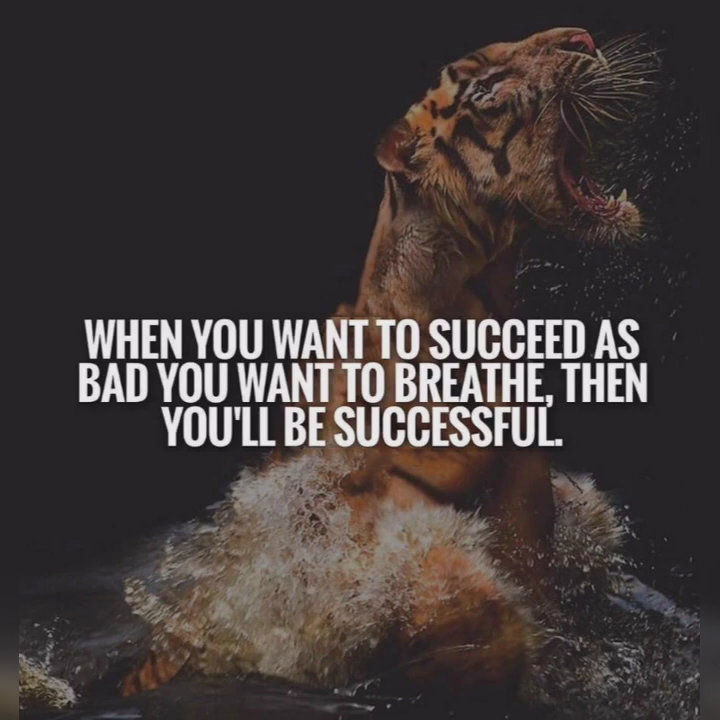 WHEN YOU WANT TO SUCCEED AS
BAD YOU WANT TO BREATHE, THEN
YOU'LL BE SUCCESSFUL.